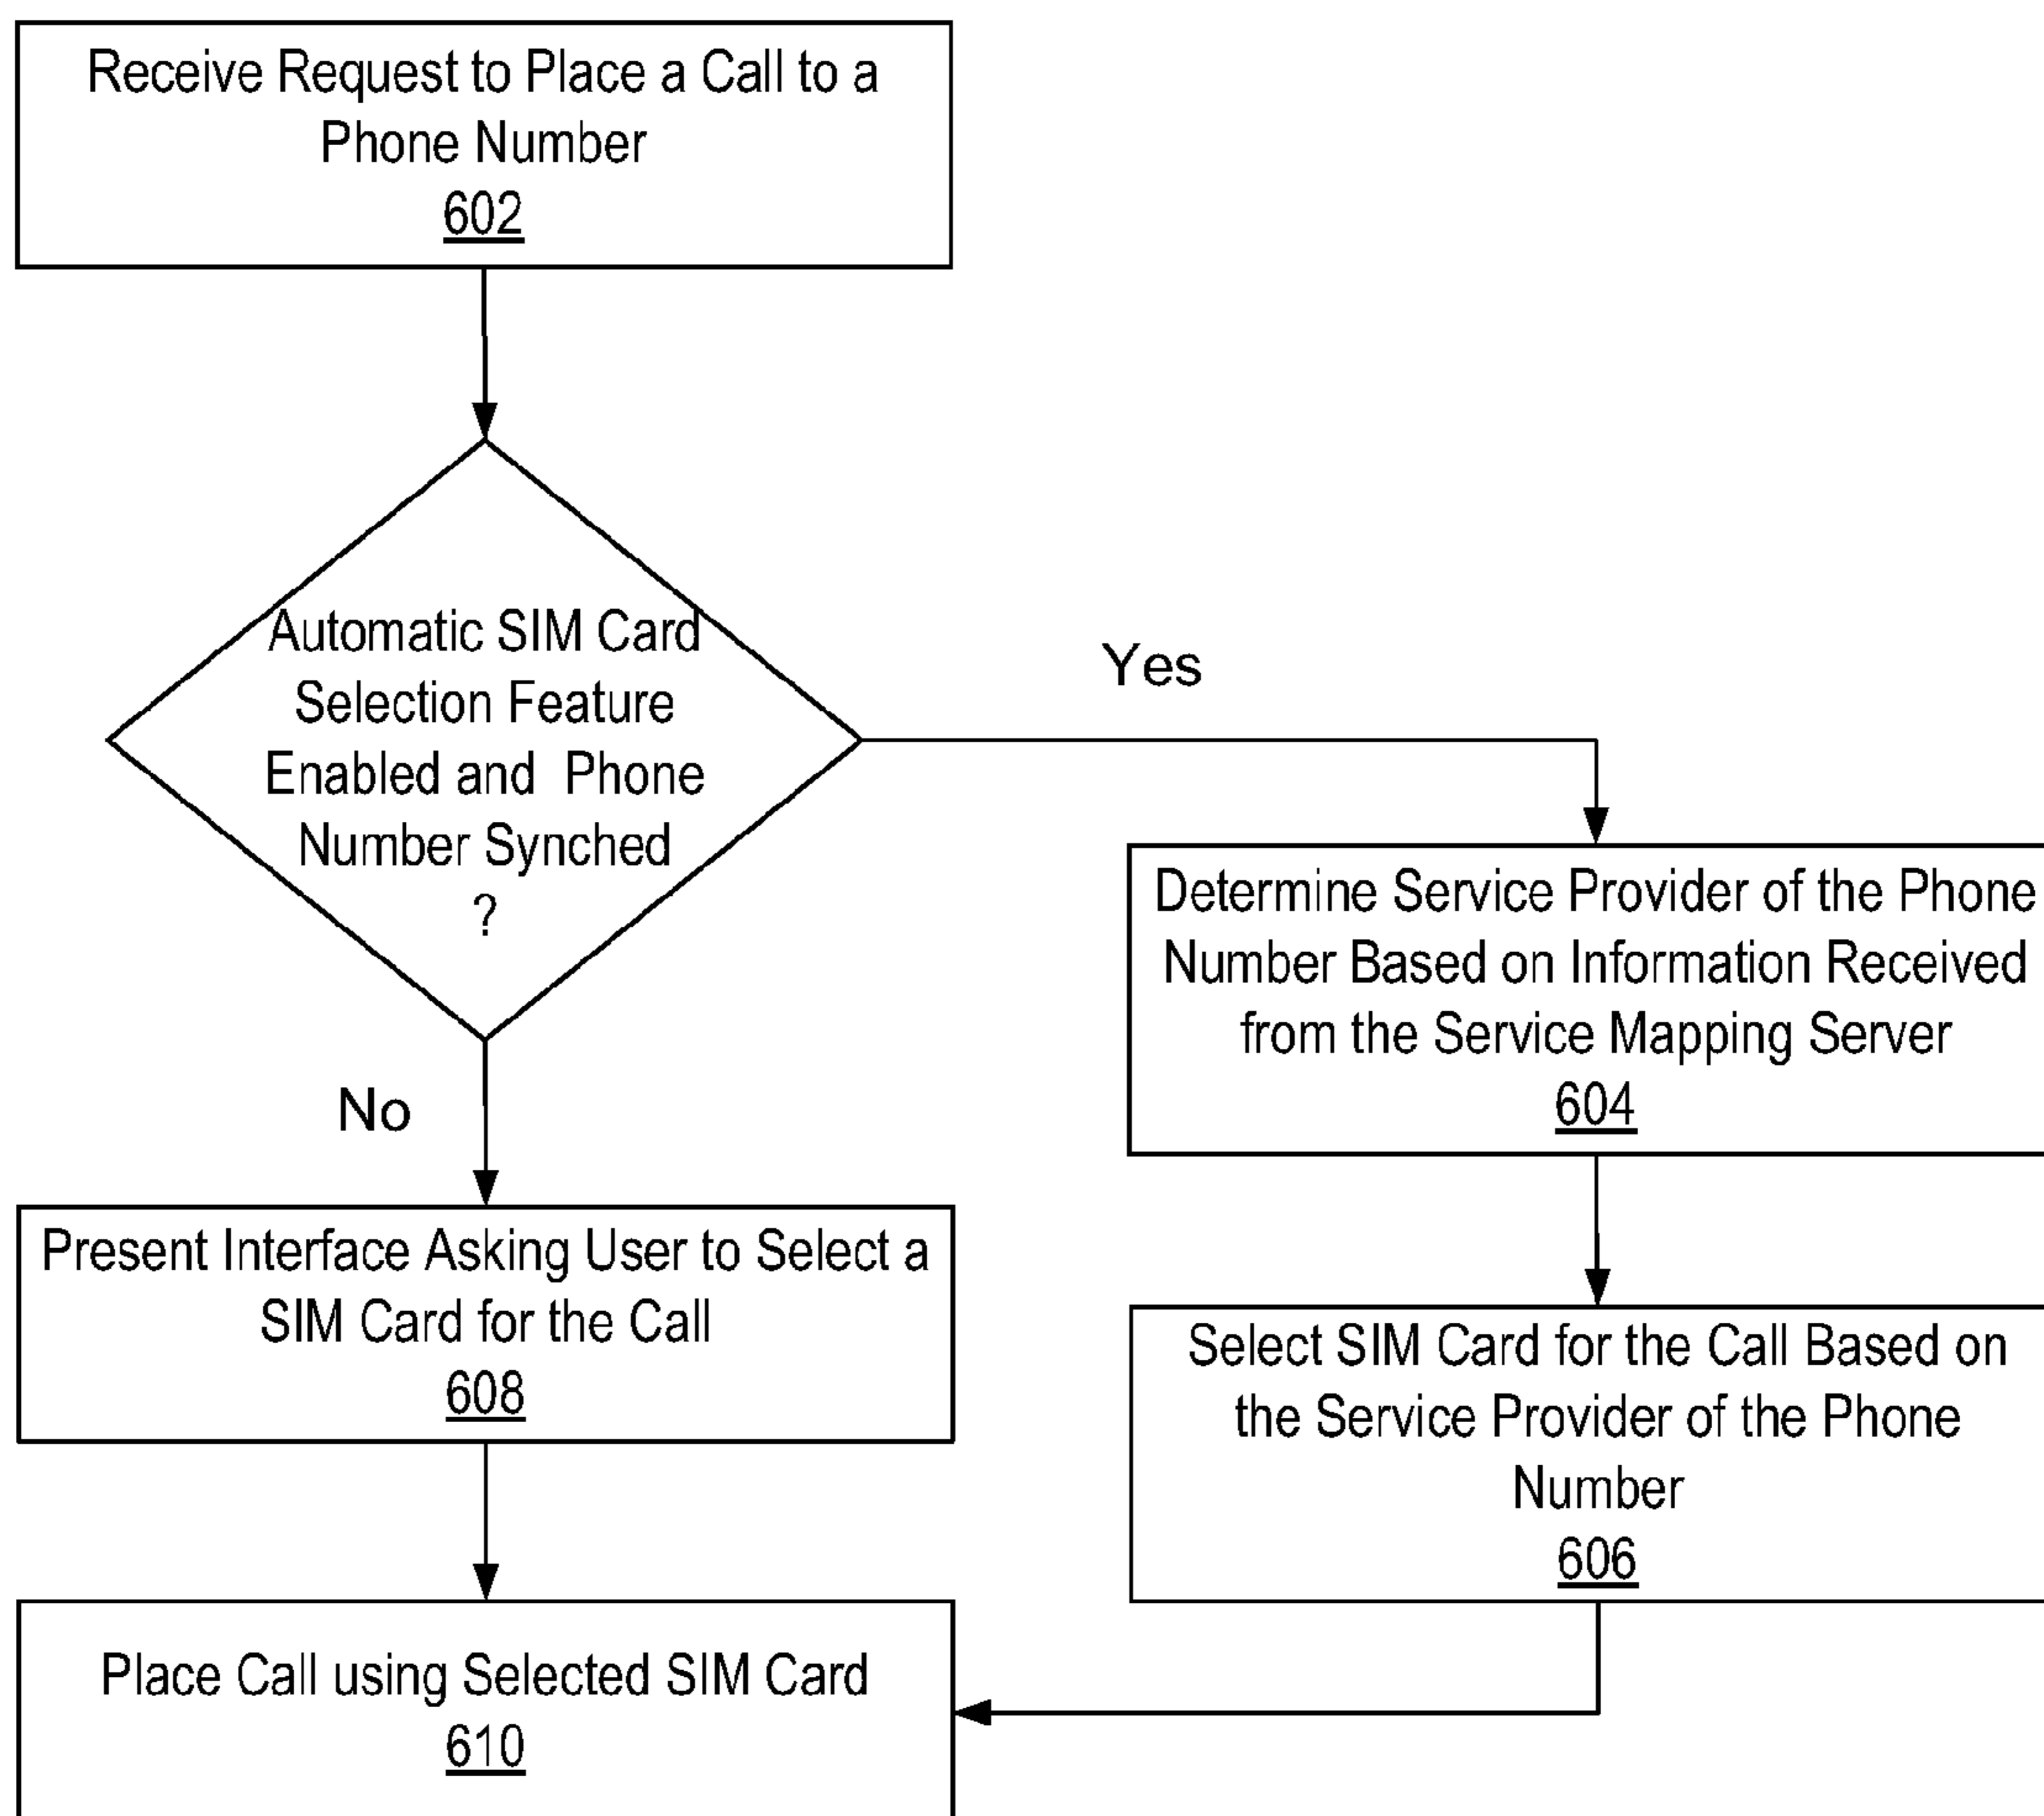 Receive Request to Place a Call to a
Phone Number
602
Automatic SIM Card
Selection Feature
Enabled and Phone
Number Synched
?
Yes
No
Determine Service Provider of the Phone
Number Based on Information Received
from the Service Mapping Server
604
Present Interface Asking User to Select a
SIM Card for the Call
608
Select SIM Card for the Call Based on
the Service Provider of the Phone
Number
606
Place Call using Selected SIM Card
610